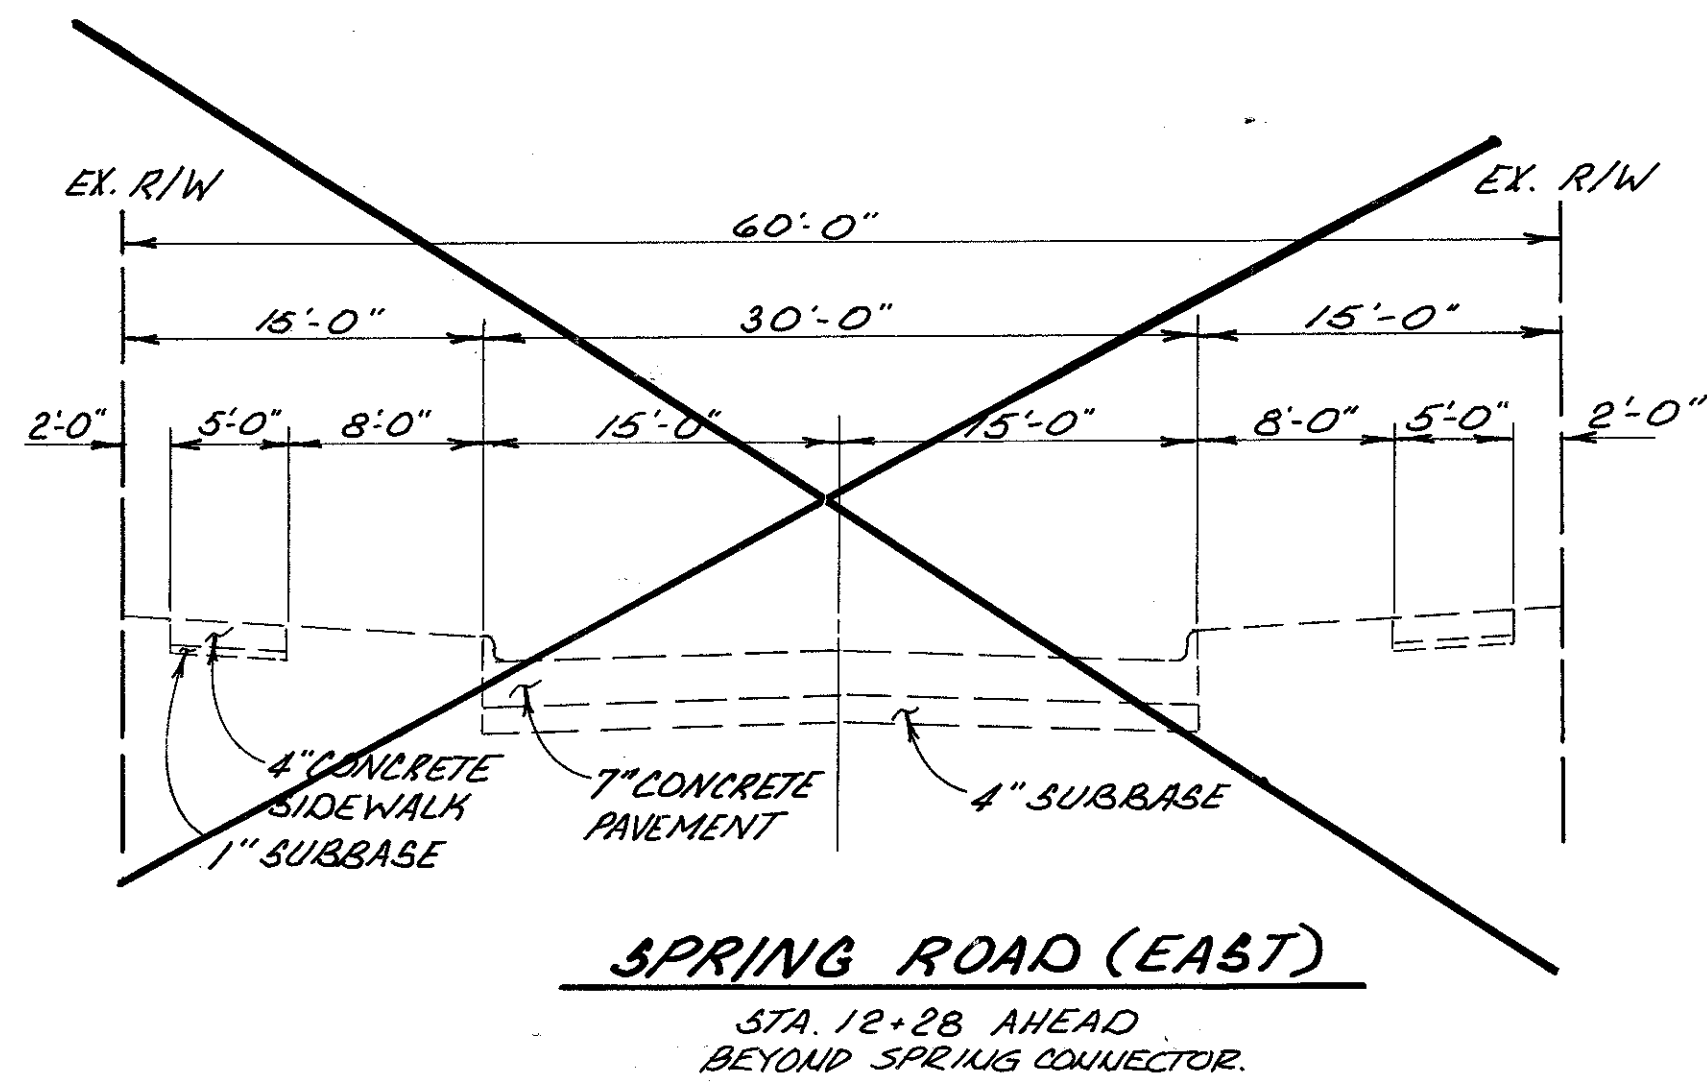 EX. R/W
EX. R/W
60'-0"
15'-0"
30'-0"
15'-0"
2'-0"
5'-0"
8'-0"
15'-0"
15'-0"
8'-0"
5'-0"
2'-0"
4" CONCRETE
SIDEWALK
1" SUBBASE
7" CONCRETE
PAVEMENT
4" SUBBASE
SPRING ROAD (EAST)
STA. 12+28 AHEAD
BEYOND SPRING CONNECTOR.